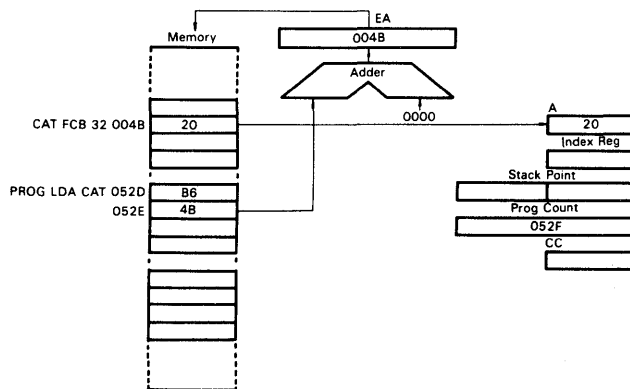 EA
Memory
004B
Adder
0000
A
CAT FCB 32 004B
20
20
Index Reg
Stack Point
PROG LDA CAT 052D
B6
Prog Count
052E
4B
052F
CC